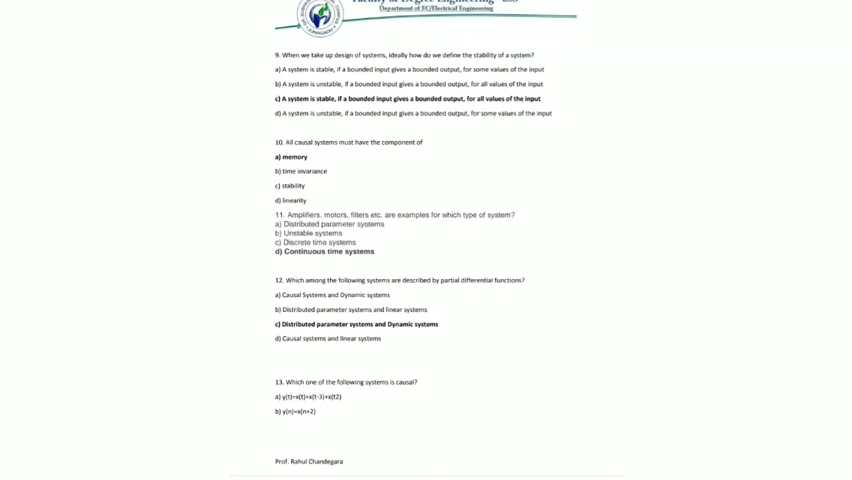 Faculty of Degree Engineering - 083
Department of EC/Electrical Engineering
9. When we take up design of systems, ideally how do we define the stability of a system?
a) A system is stable, if a bounded input gives a bounded output, for some values of the input
b) A system is unstable, if a bounded input gives a bounded output, for all values of the input
c) A system is stable, if a bounded input gives a bounded output, for all values of the input
d) A system is unstable, if a bounded input gives a bounded output, for some values of the input
10. All causal systems must have the component of
a) memory
b) time invariance
c) stability
d) linearity
11. Amplifiers, motors, filters etc. are examples for which type of system?
a) Distributed parameter systems
b) Unstable systems
c) Discrete time systems
d) Continuous time systems
12. Which among the following systems are described by partial differential functions?
a) Causal Systems and Dynamic systems
b) Distributed parameter systems and linear systems
c) Distributed parameter systems and Dynamic systems
d) Causal systems and linear systems
13. Which one of the following systems is causal?
a) y(t)=x(t)+x(t-3)+x(t2)
b) y(n)=x(n+2)
Prof. Rahul Chandegara